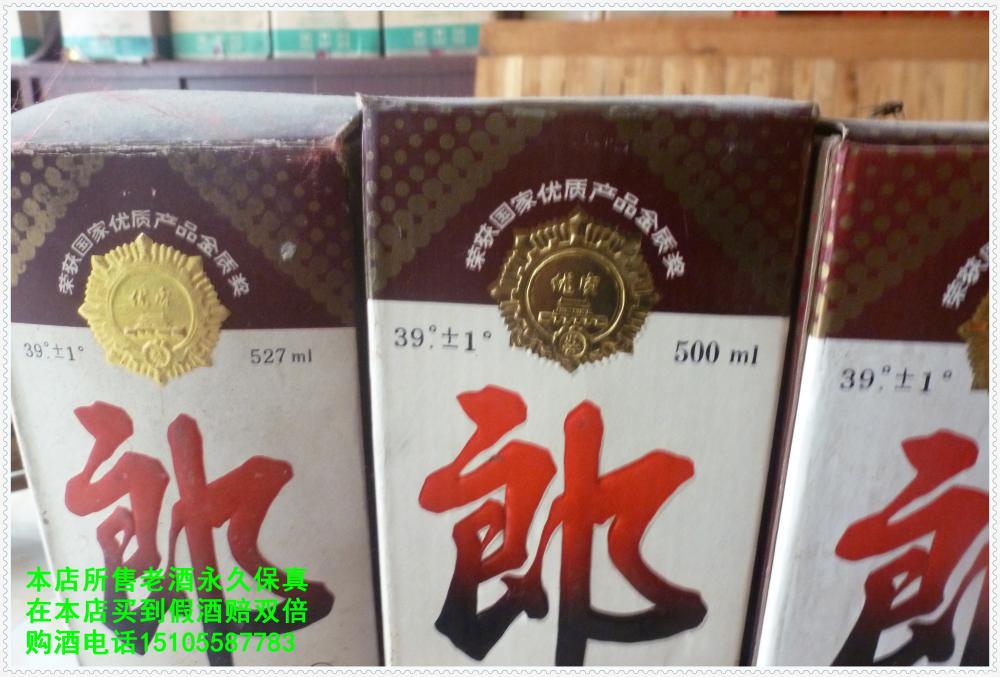 荣获国家优质产品金质奖
39°±1°
527 ml
郎
荣获国家优质产品金质奖
优质
39°±1°
500 ml
郎
荣获
39°±1°
本店所售老酒永久保真
在本店买到假酒赔双倍
购酒电话15105587783